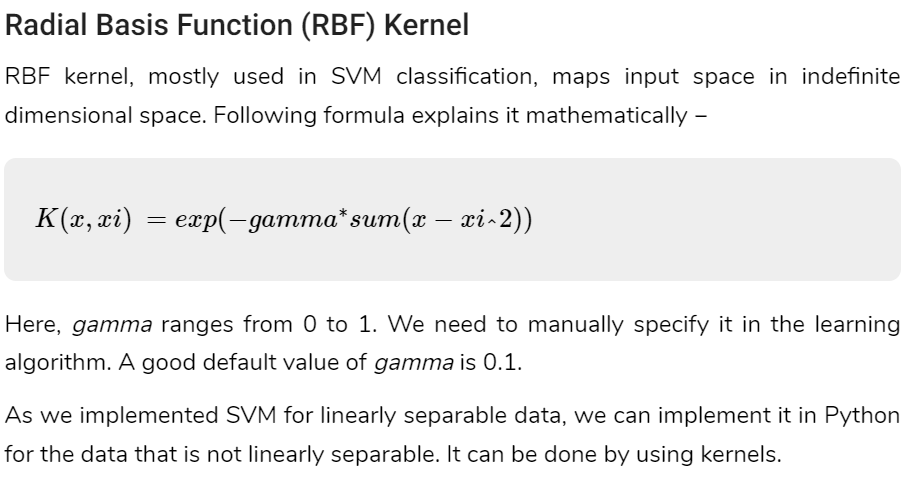 Radial Basis Function (RBF) Kernel
RBF kernel, mostly used in SVM classification, maps input space in indefinite
dimensional space. Following formula explains it mathematically –
K(x, xi) = exp(−gamma*sum(x − xi^2))
Here, gamma ranges from 0 to 1. We need to manually specify it in the learning
algorithm. A good default value of gamma is 0.1.
As we implemented SVM for linearly separable data, we can implement it in Python
for the data that is not linearly separable. It can be done by using kernels.